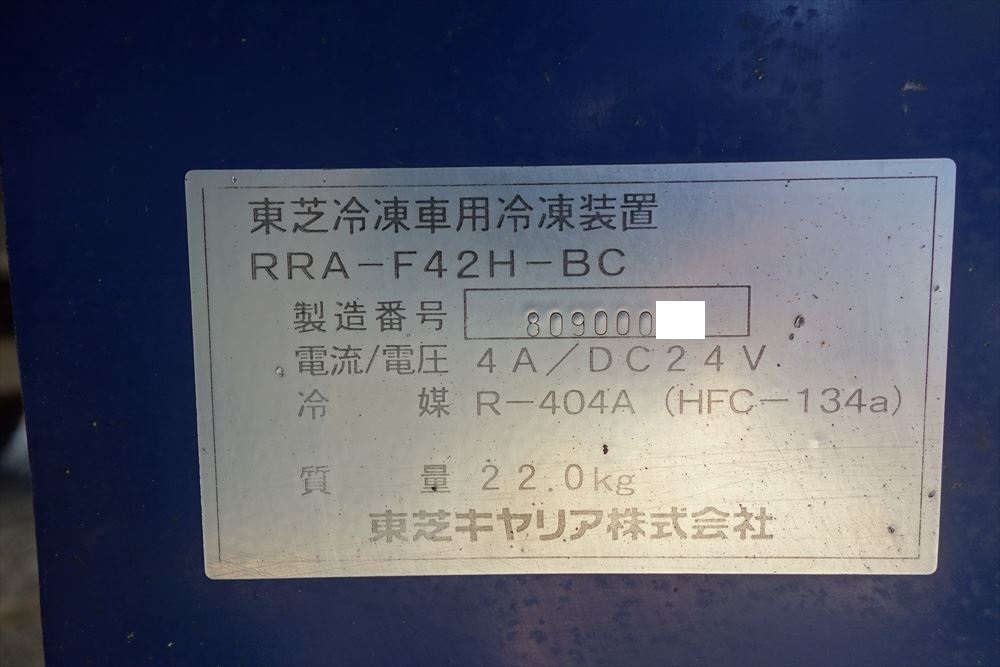 東芝冷凍車用冷凍装置
RRA-F42H-BC
製造番号 809000
電流/電圧 4A/DC24V
冷媒 R-404A (HFC-134a)
質量 22.0kg
東芝キヤリア株式会社